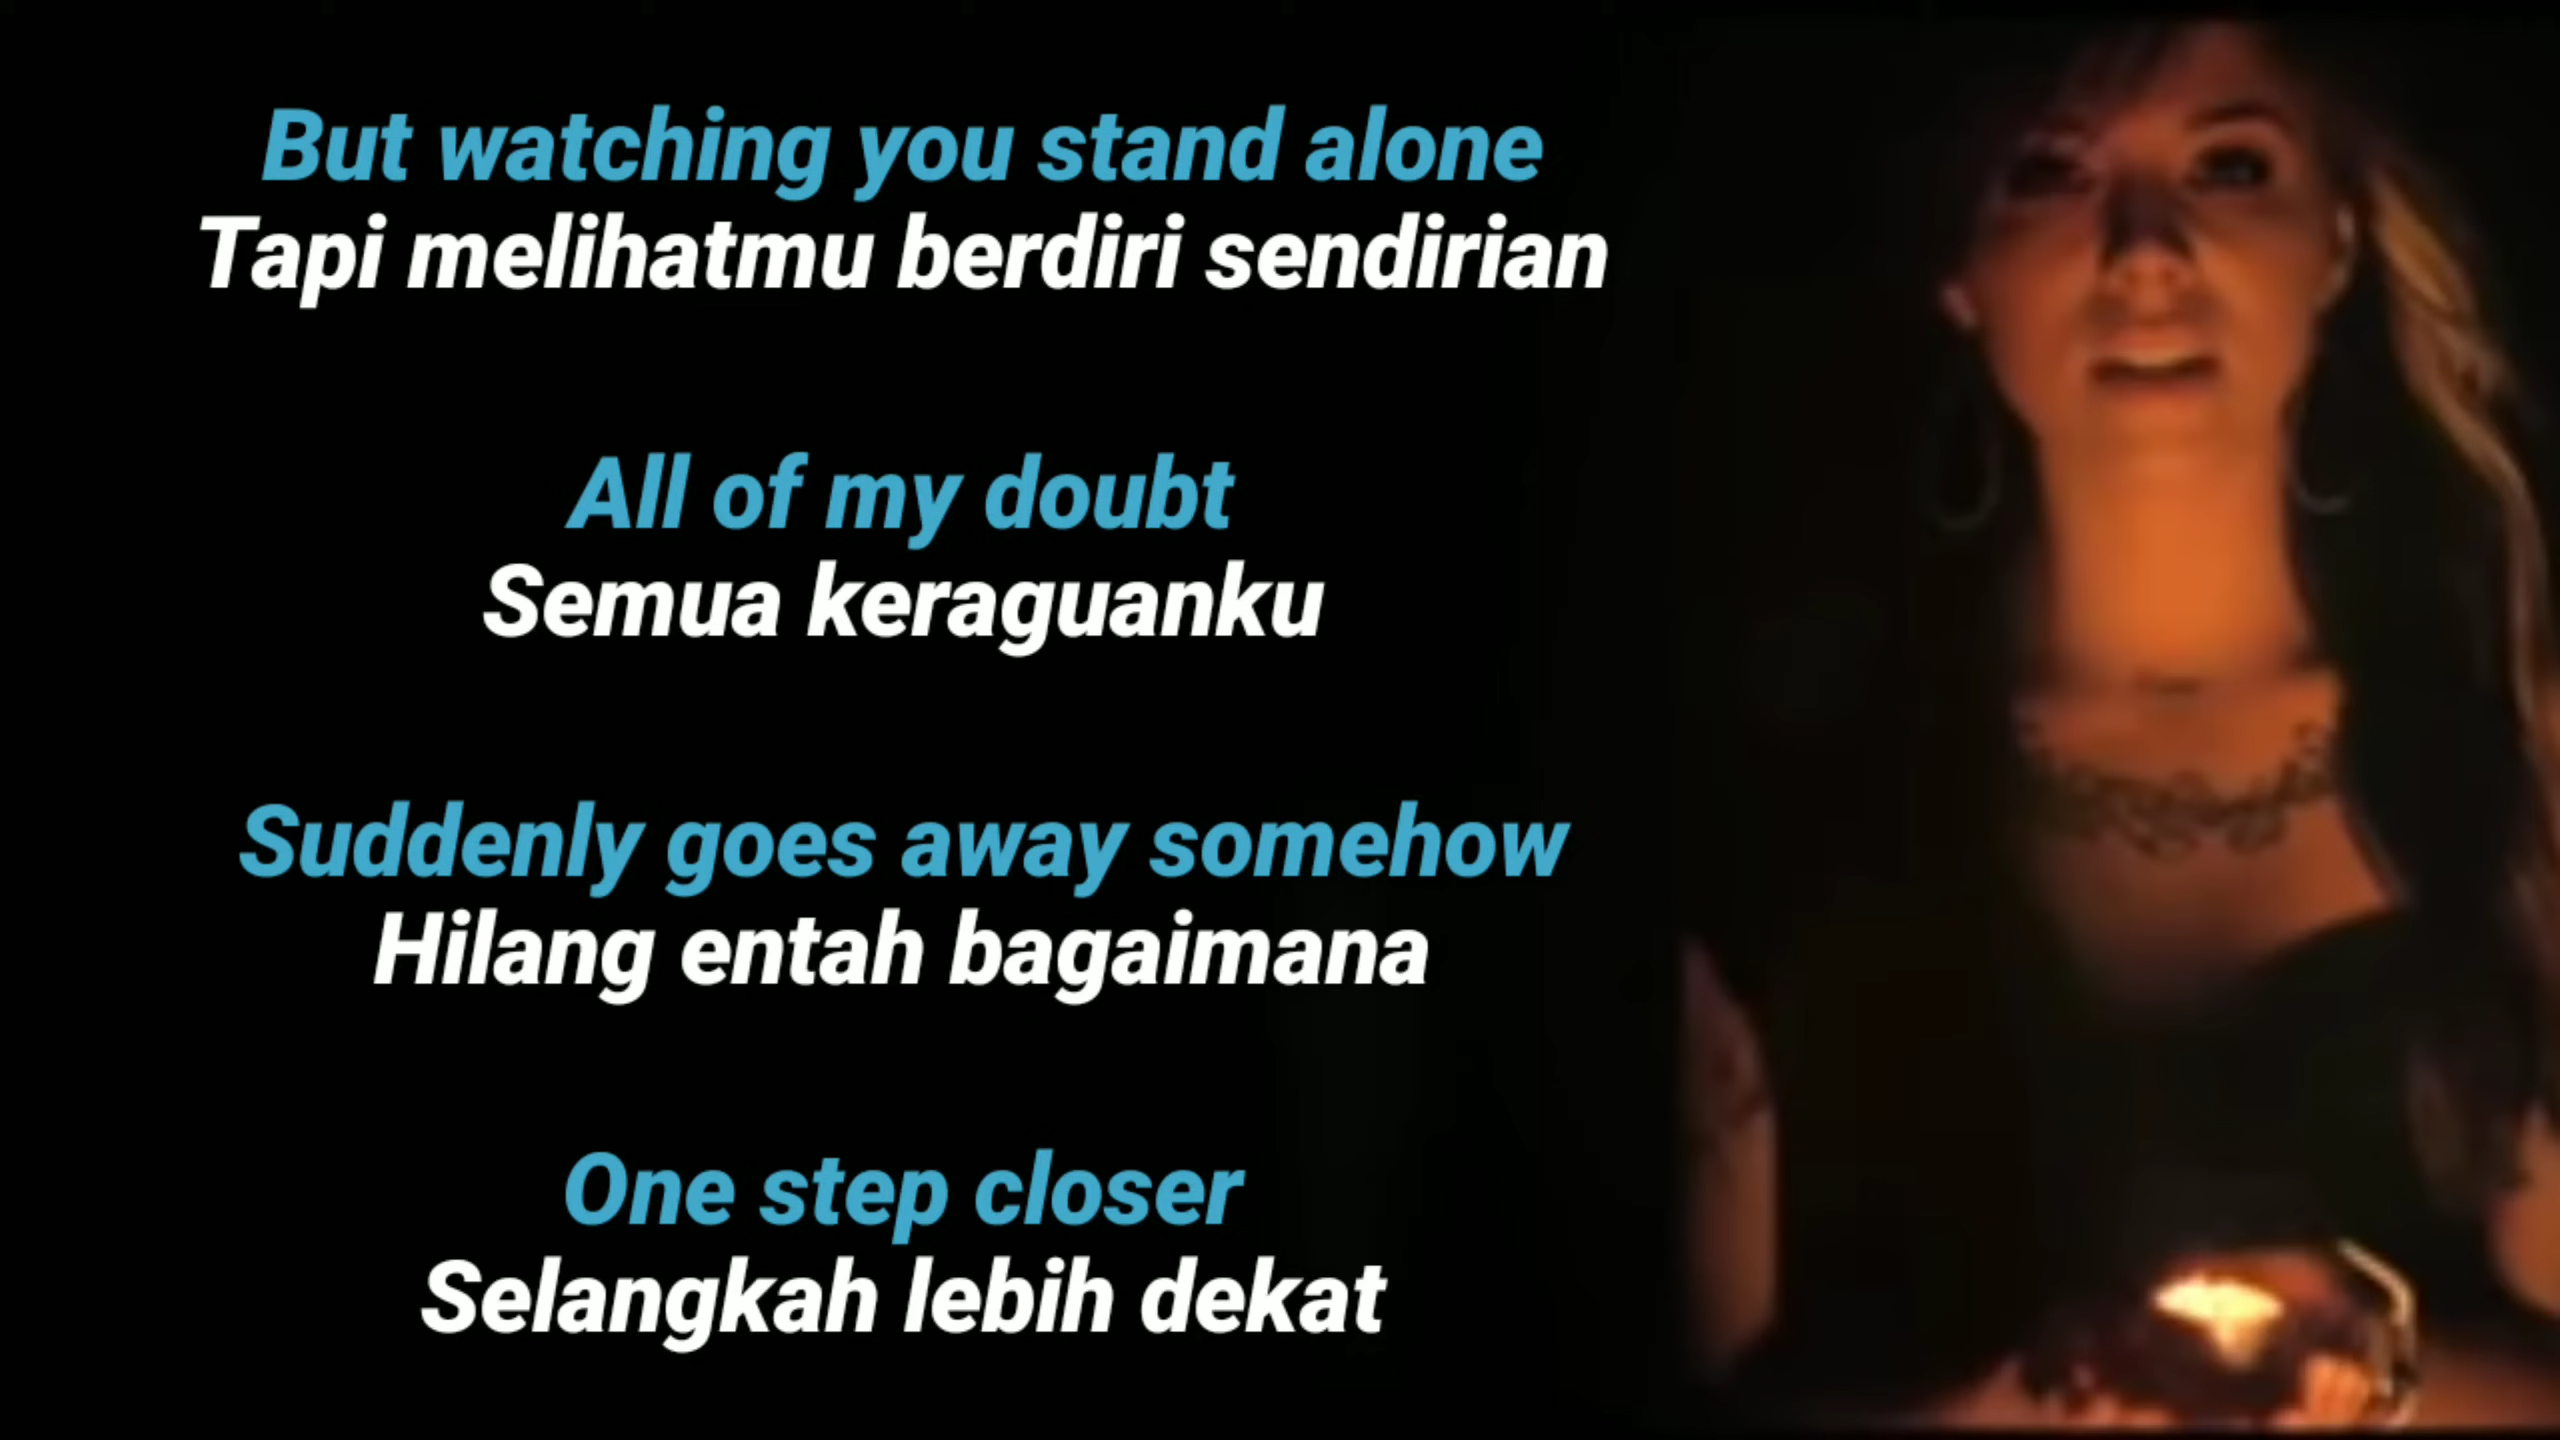 But watching you stand alone
Tapi melihatmu berdiri sendirian
All of my doubt
Semua keraguanku
Suddenly goes away somehow
Hilang entah bagaimana
One step closer
Selangkah lebih dekat